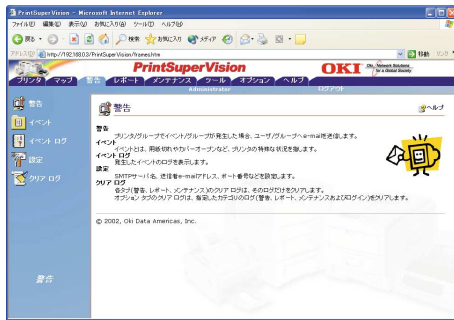 PrintSuperVision - Microsoft Internet Explorer
ファイル(F) 編集(E) 表示(V) お気に入り(A) ツール(T) ヘルプ(H)
戻る 検索 お気に入り メディア
アドレス(D) http://192.168.0.3/PrintSuperVision/frames.htm 移動 リンク
PrintSuperVision OKI Network Solutions for a Global Society
プリンタ マップ 警告 レポート メンテナンス ツール オプション ヘルプ
Administrator ログアウト
警告
イベント
イベント ログ
設定
クリア ログ
警告
警告 ヘルプ
警告
プリンタ/グループでイベント/グループが発生した場合、ユーザ/グループへe-mailを送信します。
イベント
イベントとは、用紙切れやカバーオープンなど、プリンタの特殊な状況を指します。
イベント ログ
発生したイベントのログを表示します。
設定
SMTPサーバ名、送信者e-mailアドレス、ポート番号などを設定します。
クリア ログ
各タブ(警告、レポート、メンテナンス)のクリア ログは、そのログだけをクリアします。
オプション タブのクリア ログは、指定したカテゴリのログ(警告、レポート、メンテナンスおよびログイン)をクリアします。
© 2002, Oki Data Americas, Inc.